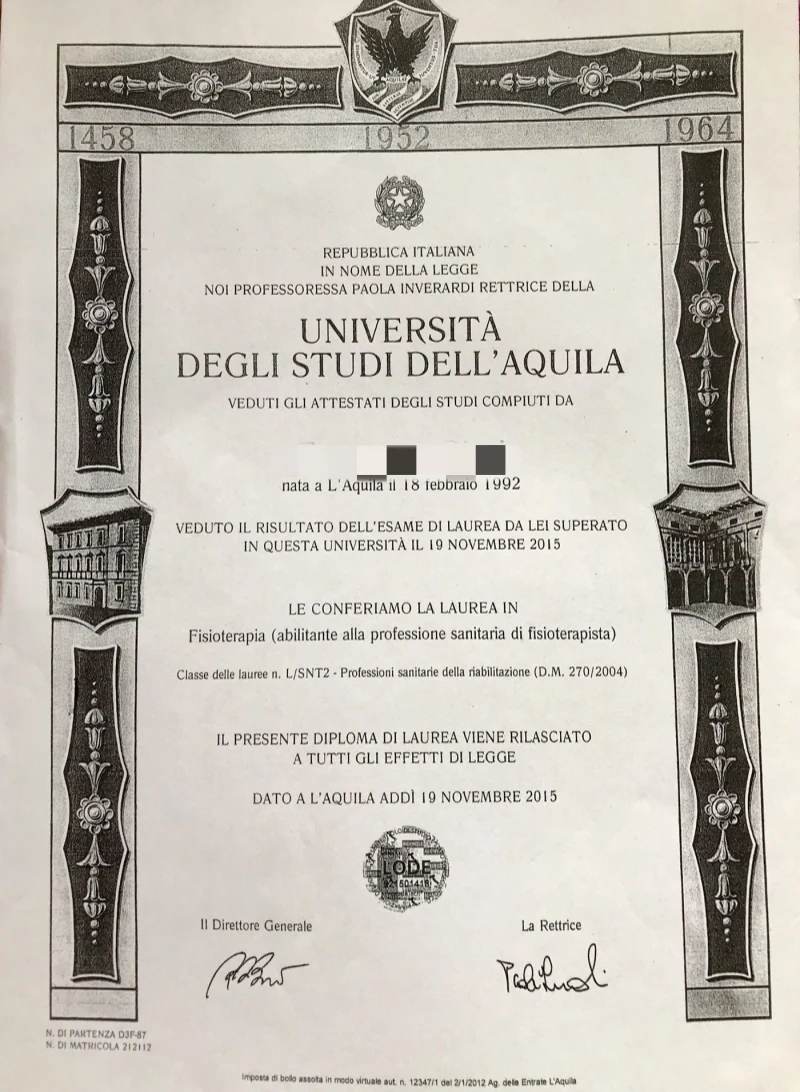 1458 1952 1964
REPUBBLICA ITALIANA
IN NOME DELLA LEGGE
NOI PROFESSORESSA PAOLA INVERARDI RETTRICE DELLA
UNIVERSITÀ
DEGLI STUDI DELL'AQUILA
VEDUTI GLI ATTESTATI DEGLI STUDI COMPIUTI DA
nata a L'Aquila il 18 febbraio 1992
VEDUTO IL RISULTATO DELL'ESAME DI LAUREA DA LEI SUPERATO
IN QUESTA UNIVERSITÀ IL 19 NOVEMBRE 2015
LE CONFERIAMO LA LAUREA IN
Fisioterapia (abilitante alla professione sanitaria di fisioterapista)
Classe delle lauree n. L/SNT2 - Professioni sanitarie della riabilitazione (D.M. 270/2004)
IL PRESENTE DIPLOMA DI LAUREA VIENE RILASCIATO
A TUTTI GLI EFFETTI DI LEGGE
DATO A L'AQUILA ADDÌ 19 NOVEMBRE 2015
LODE
Il Direttore Generale
La Rettrice
N. DI PARTENZA D3F-87
N. DI MATRICOLA 212112
Imposta di bollo assolta in modo virtuale aut. n. 12347/1 del 2/1/2012 Ag. delle Entrate L'Aquila